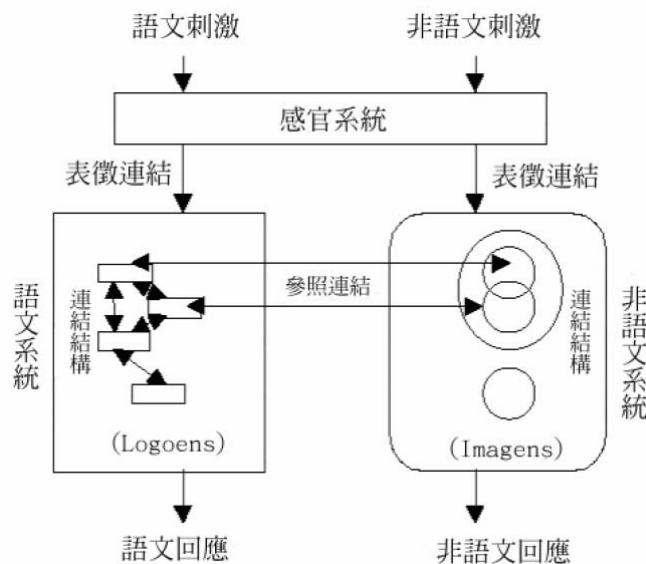 語文刺激
非語文刺激
感官系統
表徵連結
表徵連結
語文系統
連結結構
參照連結
連結結構
非語文系統
(Logoens)
(Imagens)
語文回應
非語文回應